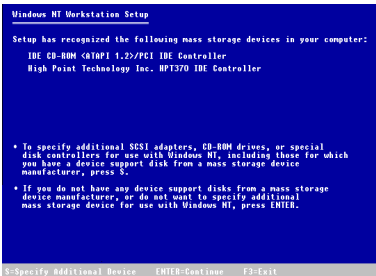 Windows NT Workstation Setup
Setup has recognized the following mass storage devices in your computer:
IDE CD-ROM <ATAPI 1.2>/PCI IDE Controller
High Point Technology Inc. HPT370 IDE Controller
• To specify additional SCSI adapters, CD-ROM drives, or special
disk controllers for use with Windows NT, including those for which
you have a device support disk from a mass storage device
manufacturer, press S.
• If you do not have any device support disks from a mass storage
device manufacturer, or do not want to specify additional
mass storage device for use with Windows NT, press ENTER.
S=Specify Additional Device ENTER=Continue F3=Exit